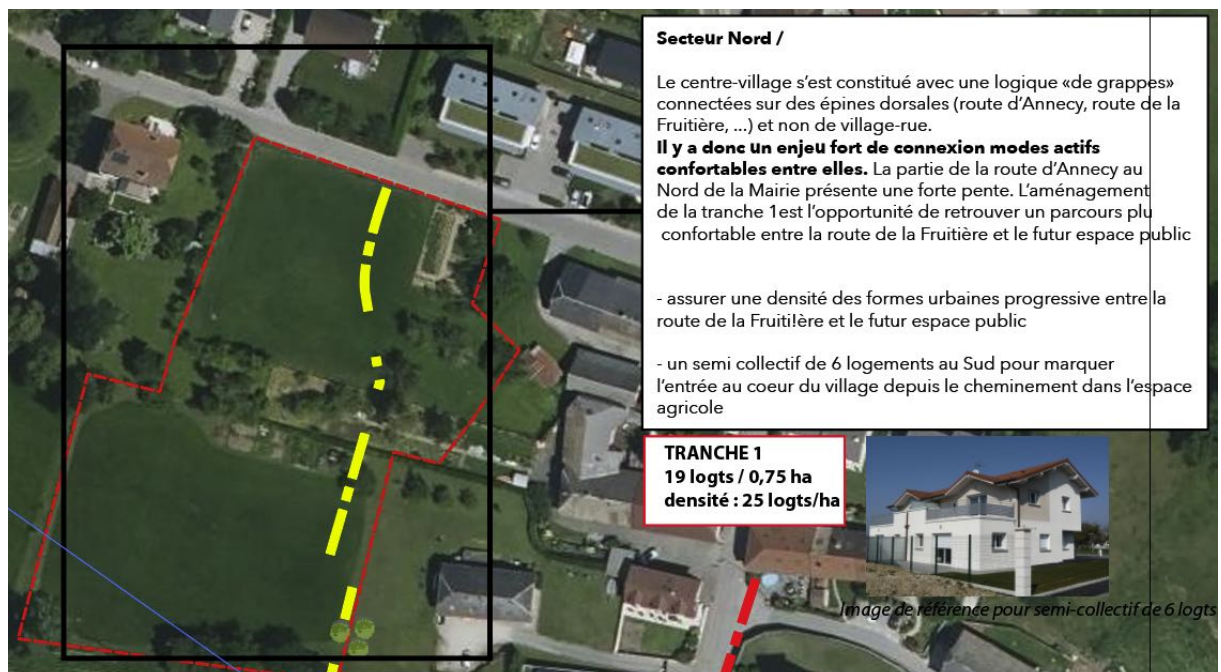 Secteur Nord /
Le centre-village s'est constitué avec une logique «de grappes»
connectées sur des épines dorsales (route d'Annecy, route de la
Fruitière, ...) et non de village-rue.
Il y a donc un enjeu fort de connexion modes actifs
confortables entre elles. La partie de la route d'Annecy au
Nord de la Mairie présente une forte pente. L'aménagement
de la tranche 1est l'opportunité de retrouver un parcours plu
confortable entre la route de la Fruitière et le futur espace public
- assurer une densité des formes urbaines progressive entre la
route de la Fruiti!ère et le futur espace public
- un semi collectif de 6 logements au Sud pour marquer
l'entrée au coeur du village depuis le cheminement dans l'espace
agricole
TRANCHE 1
19 logts / 0,75 ha
densité : 25 logts/ha
Image de référence pour semi-collectif de 6 logts